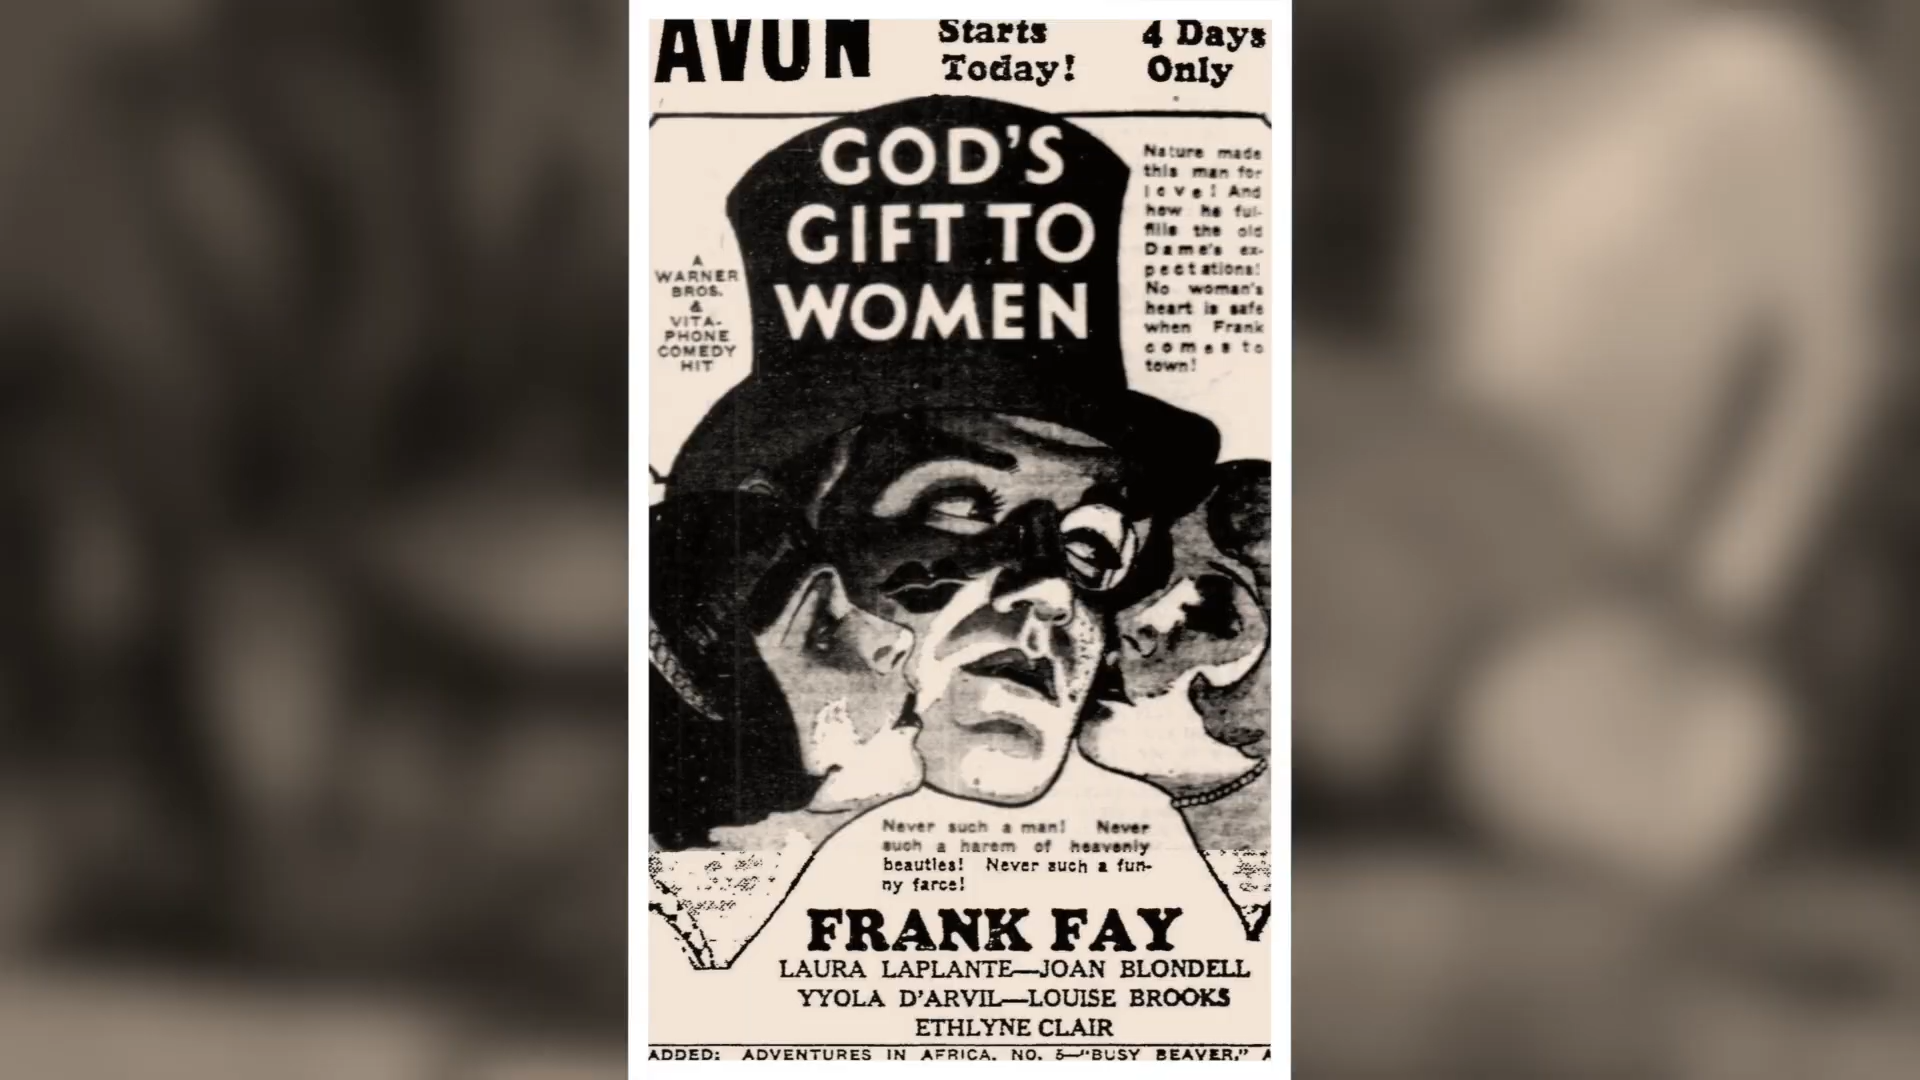 AVON
Starts
Today!
4 Days
Only
GOD'S
GIFT TO
WOMEN
A
WARNER
BROS.
&
VITA-
PHONE
COMEDY
HIT
Nature made
this man for
love! And
how he ful-
fills the old
Dame's ex-
pectations!
No woman's
heart is safe
when Frank
comes to
town!
Never such a man! Never
such a harem of heavenly
beauties! Never such a fun-
ny farce!
FRANK FAY
LAURA LAPLANTE—JOAN BLONDELL
YYOLA D'ARVIL—LOUISE BROOKS
ETHLYNE CLAIR
ADDED: ADVENTURES IN AFRICA, NO. 5—"BUSY BEAVER," A